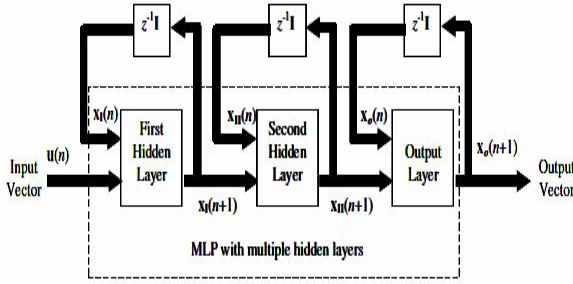 z⁻¹I z⁻¹I z⁻¹I
x_I(n) x_II(n) x_o(n)
First Hidden Layer
Second Hidden Layer
Output Layer
u(n)
Input Vector
x_I(n+1) x_II(n+1) x_o(n+1)
Output Vector
MLP with multiple hidden layers